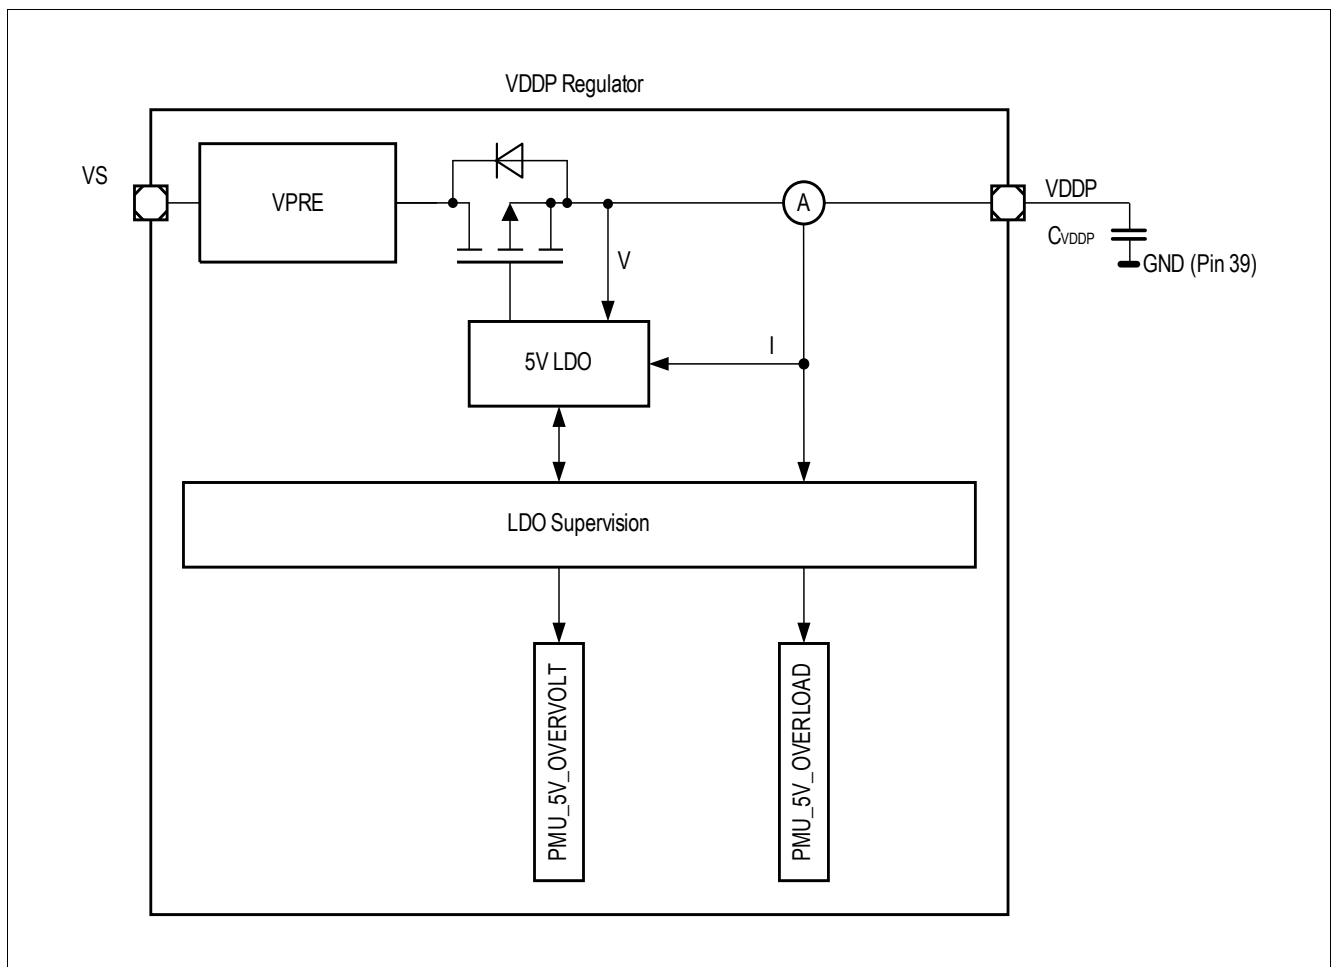 VDDP Regulator
VS
VPRE
A
VDDP
CVDDP
GND (Pin 39)
V
5V LDO
I
LDO Supervision
PMU_5V_OVERVOLT
PMU_5V_OVERLOAD